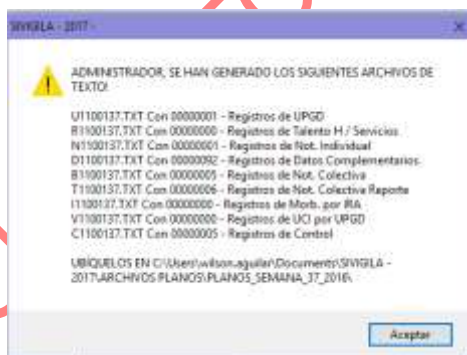 SIVIGILA - 2017 -
ADMINISTRADOR, SE HAN GENERADO LOS SIGUIENTES ARCHIVOS DE
TEXTO!
U1100137.TXT Con 00000001 - Registros de UPGD
R1100137.TXT Con 00000000 - Registros de Talento H / Servicios
N1100137.TXT Con 00000001 - Registros de Not. Individual
D1100137.TXT Con 00000092 - Registros de Datos Complementarios.
B1100137.TXT Con 00000005 - Registros de Not. Colectiva
T1100137.TXT Con 00000006 - Registros de Not. Colectiva Reporte
I1100137.TXT Con 0000000 - Registros de Morb. por IRA
V1100137.TXT Con 00000000 - Registros de UCI por UPGD
C1100137.TXT Con 00000005 - Registros de Control
UBÍQUELOS EN C:\Users\wilson.aguilar\Documents\SIVIGILA -
2017\ARCHIVOS PLANOS\PLANOS_SEMANA_37_2016\
Aceptar